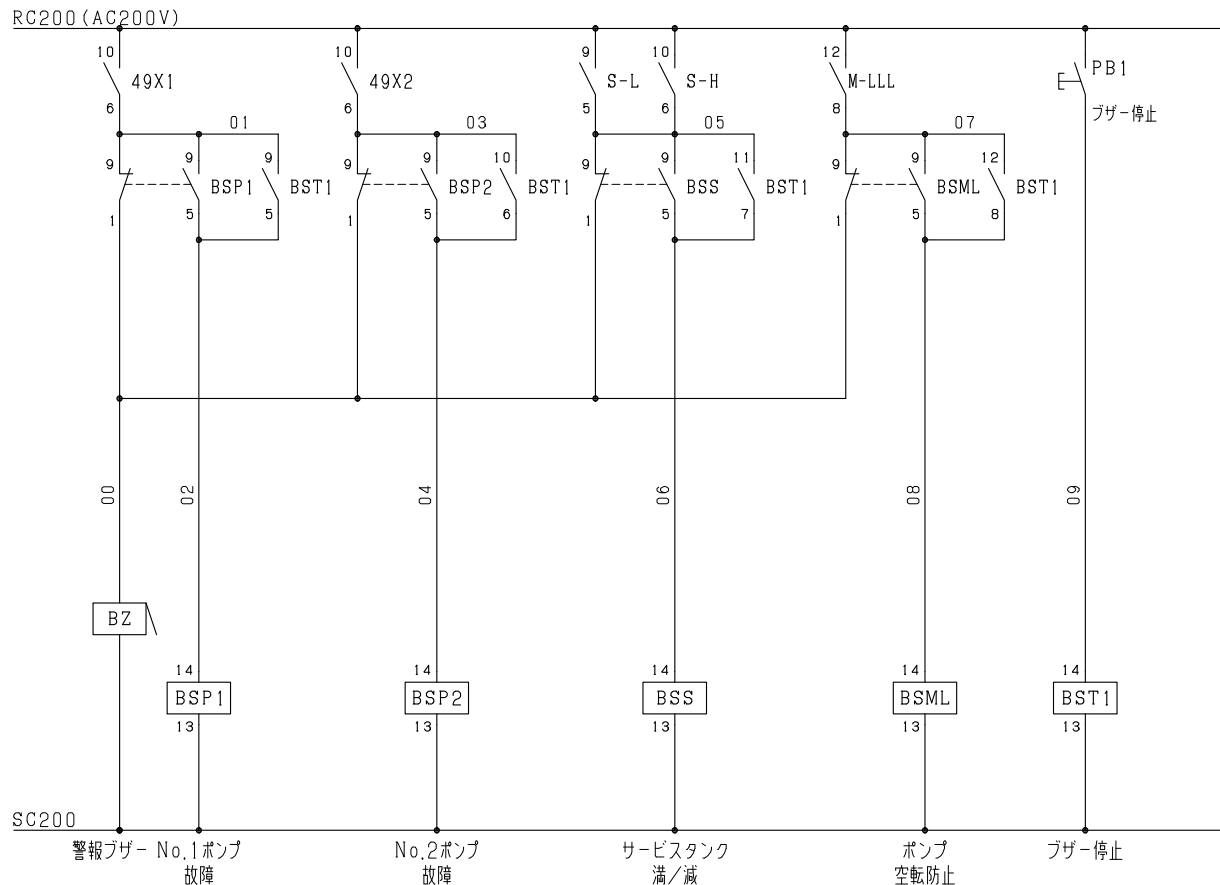 RC200(AC200V)
10 10 9 10 12
49X1 49X2 S-L S-H M-LLL PB1
6 6 5 6 8 ブザー停止
01 03 05 07
9 9 9 9 9 10 9 9 11 9 9 12
BSP1 BST1 BSP2 BST1 BSS BST1 BSML BST1
1 5 5 1 5 6 1 5 7 1 5 8
00 02 04 06 08 09
BZ
14 14 14 14 14
BSP1 BSP2 BSS BSML BST1
13 13 13 13 13
SC200
警報ブザー No.1ポンプ No.2ポンプ サービスタンク ポンプ ブザー停止
故障 故障 満/減 空転防止